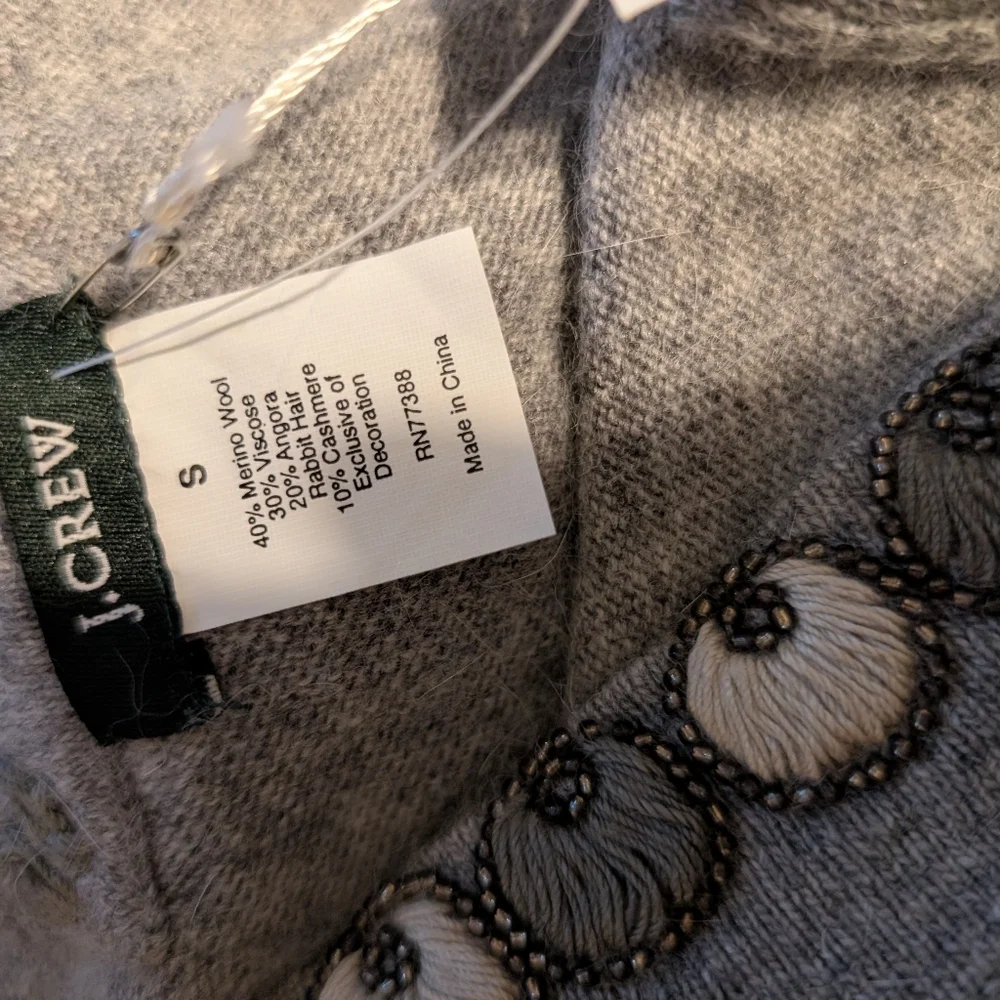 J.CREW
S
40% Merino Wool
30% Viscose
20% Angora
Rabbit Hair
10% Cashmere
Exclusive of
Decoration
RN77388
Made in China